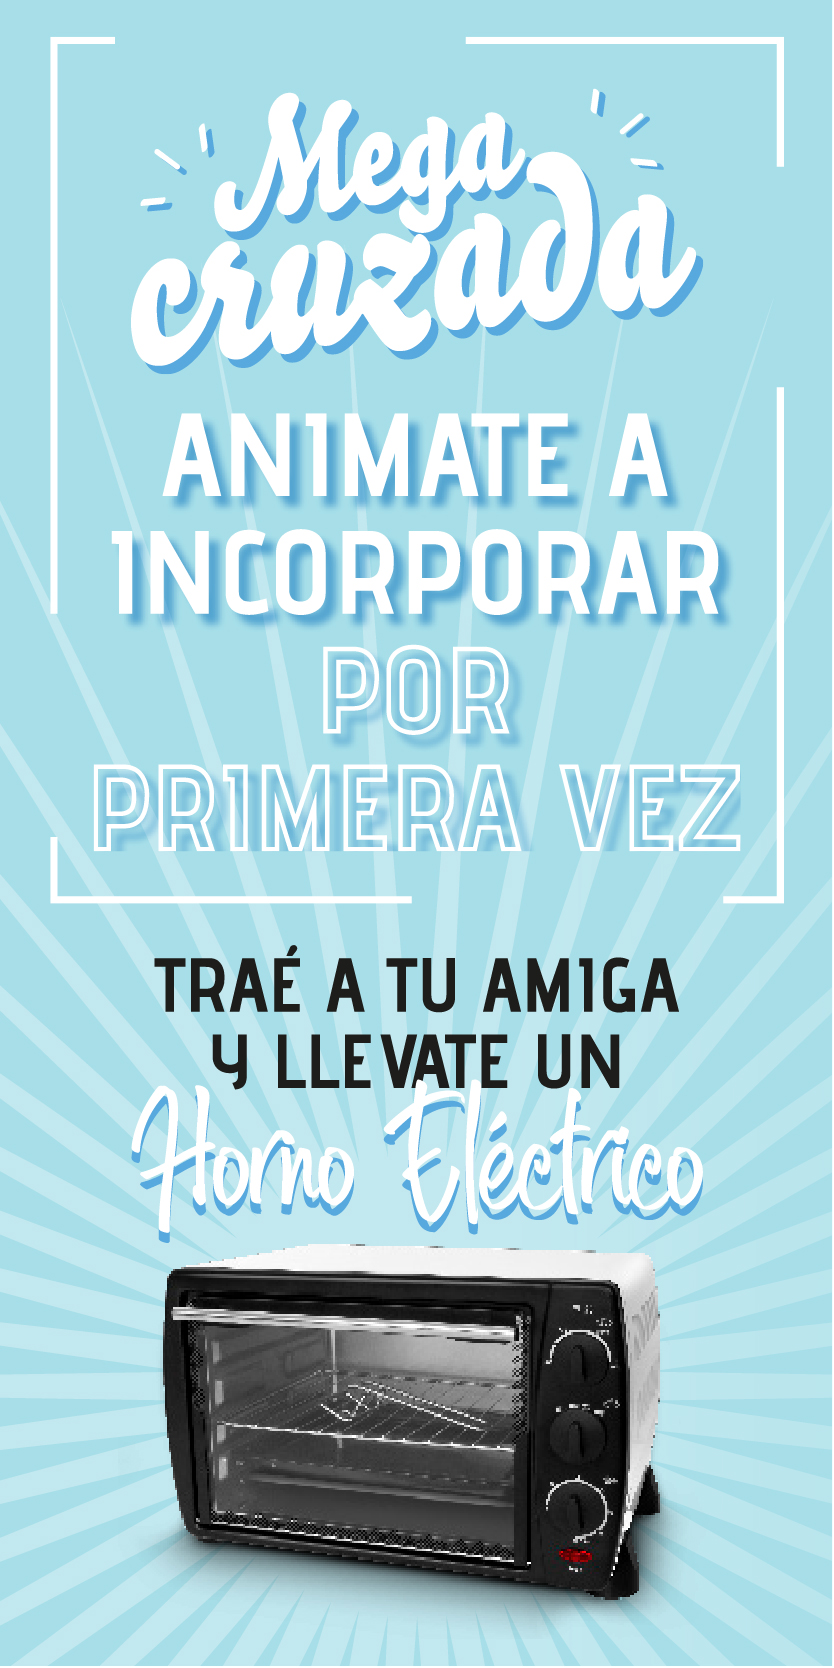 Mega
cruzada
ANIMATE A
INCORPORAR
POR
PRIMERA VEZ
TRAÉ A TU AMIGA
Y LLEVATE UN
Horno Eléctrico